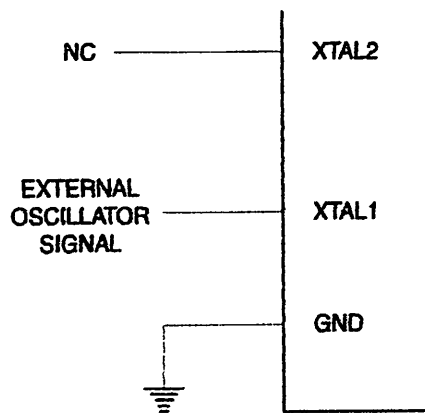 NC
XTAL2
EXTERNAL
OSCILLATOR
SIGNAL
XTAL1
GND